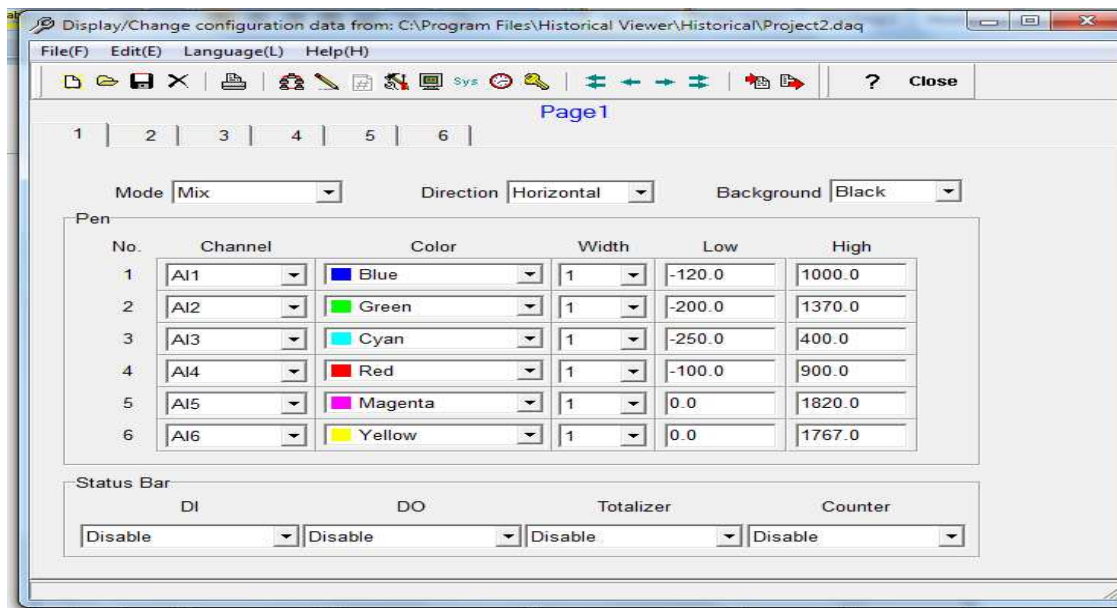 Display/Change configuration data from: C:\Program Files\Historical Viewer\Historical\Project2.daq
File(F) Edit(E) Language(L) Help(H)
Sys ? Close
Page1
1 2 3 4 5 6
Mode Mix Direction Horizontal Background Black
Pen
No. Channel Color Width Low High
1 AI1 Blue 1 -120.0 1000.0
2 AI2 Green 1 -200.0 1370.0
3 AI3 Cyan 1 -250.0 400.0
4 AI4 Red 1 -100.0 900.0
5 AI5 Magenta 1 0.0 1820.0
6 AI6 Yellow 1 0.0 1767.0
Status Bar
DI DO Totalizer Counter
Disable Disable Disable Disable